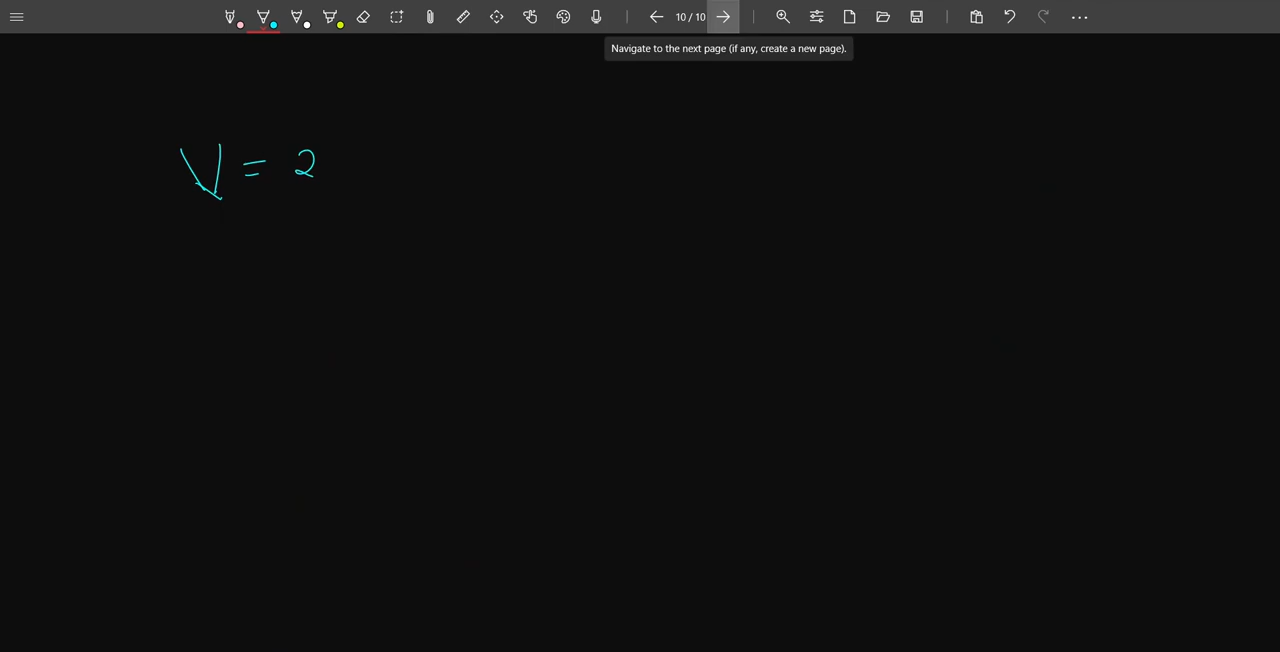 10 / 10
Navigate to the next page (if any, create a new page).
V = 2